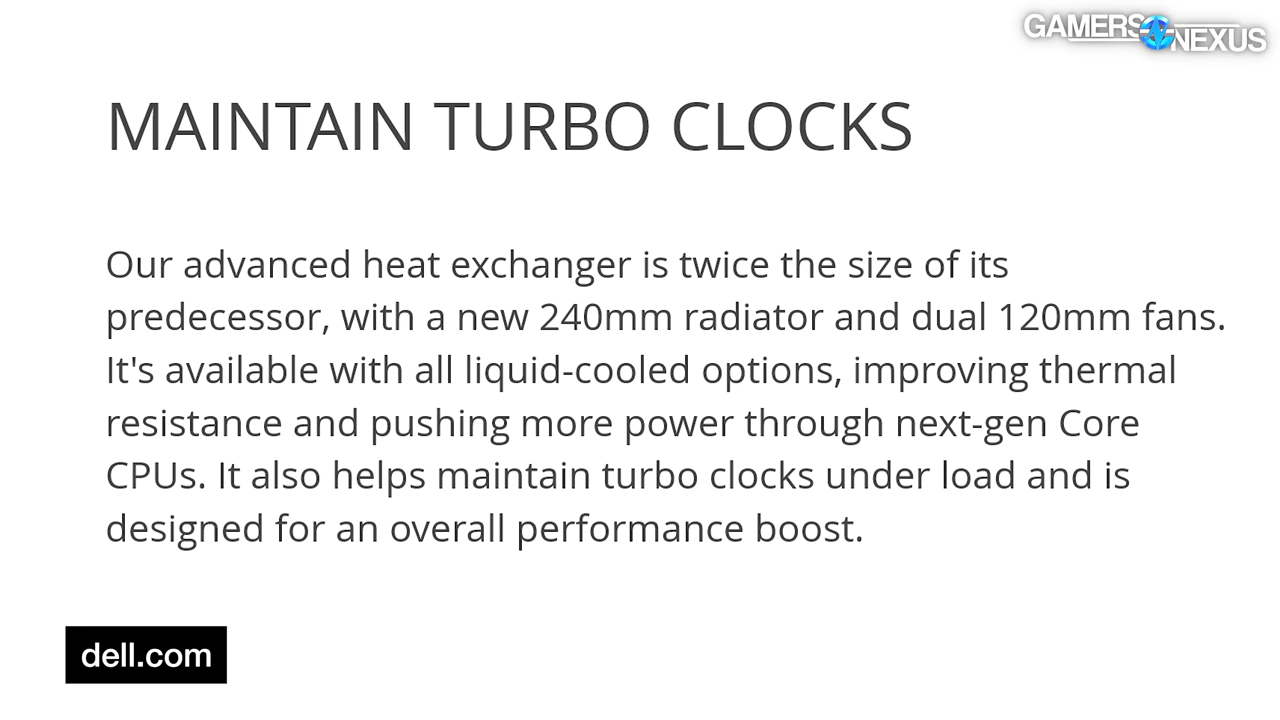 GAMERS NEXUS
MAINTAIN TURBO CLOCKS
Our advanced heat exchanger is twice the size of its
predecessor, with a new 240mm radiator and dual 120mm fans.
It's available with all liquid-cooled options, improving thermal
resistance and pushing more power through next-gen Core
CPUs. It also helps maintain turbo clocks under load and is
designed for an overall performance boost.
dell.com